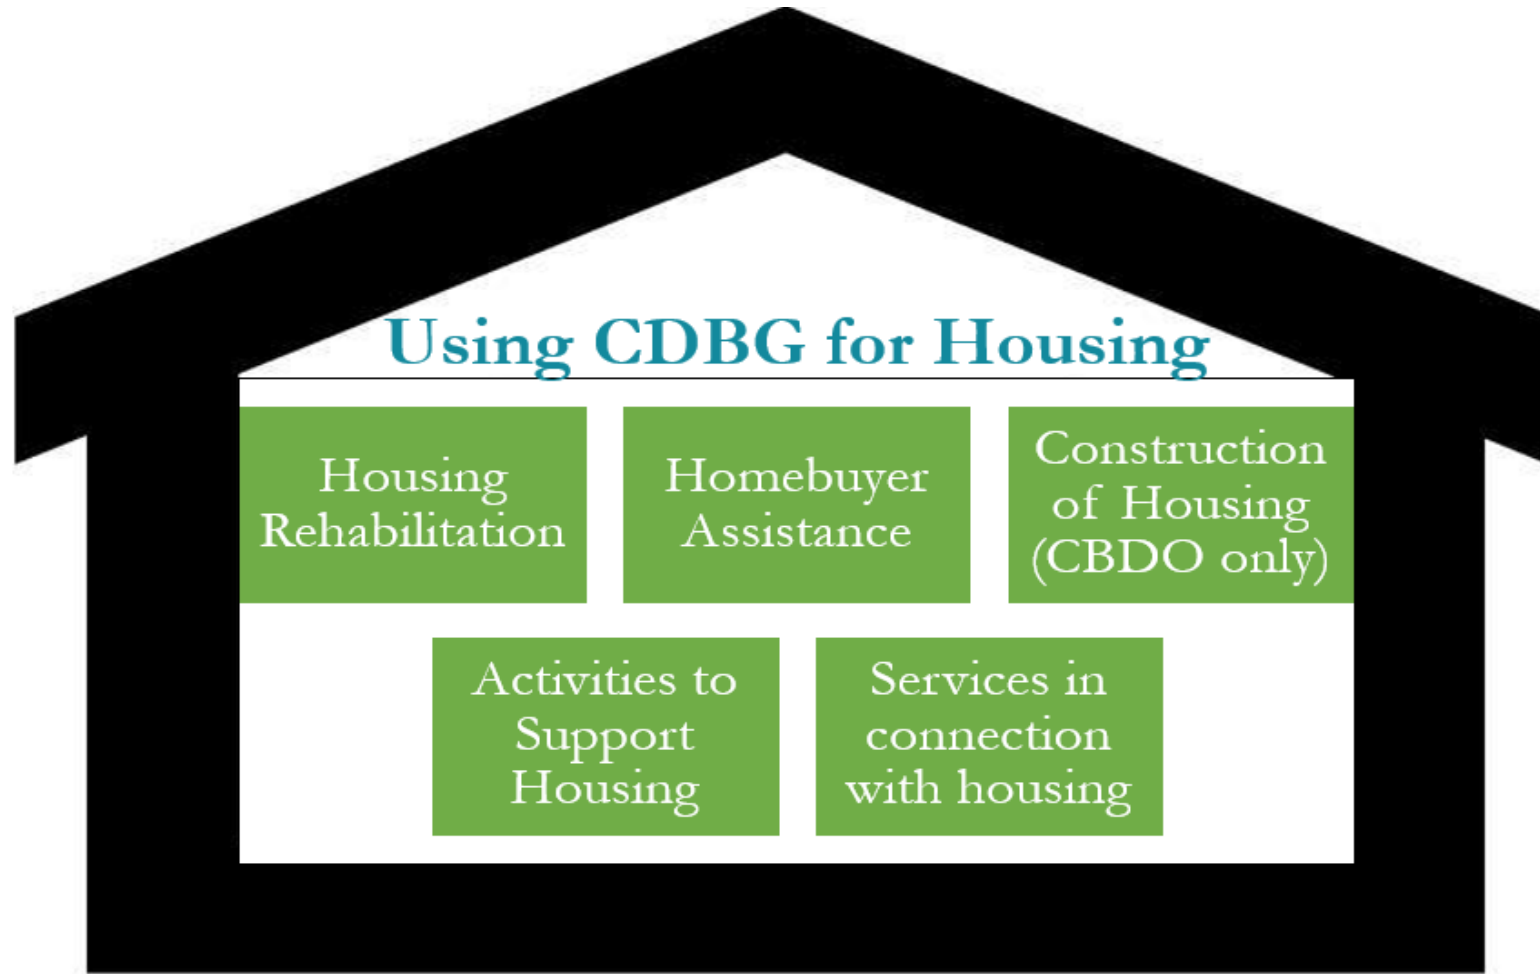 Using CDBG for Housing
Housing
Rehabilitation
Homebuyer
Assistance
Construction
of Housing
(CBDO only)
Activities to
Support
Housing
Services in
connection
with housing